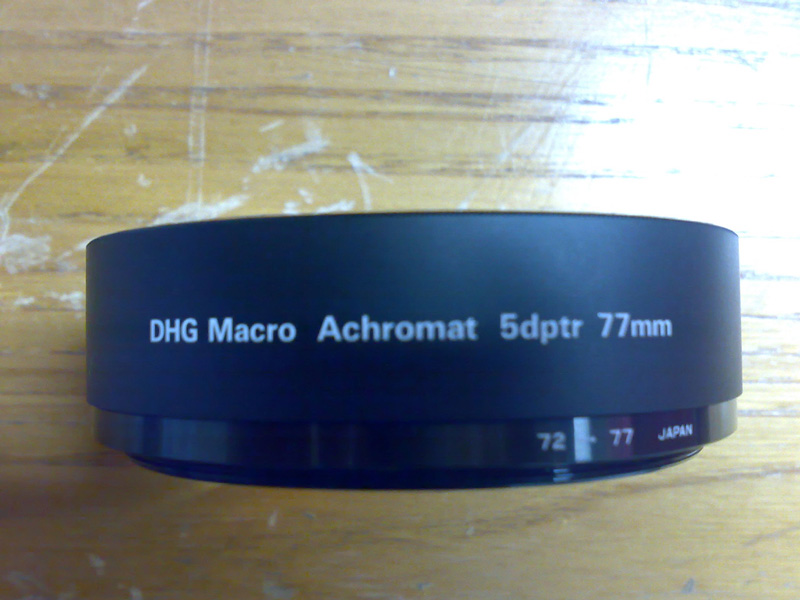 DHG Macro Achromat 5dptr 77mm
72 - 77 JAPAN